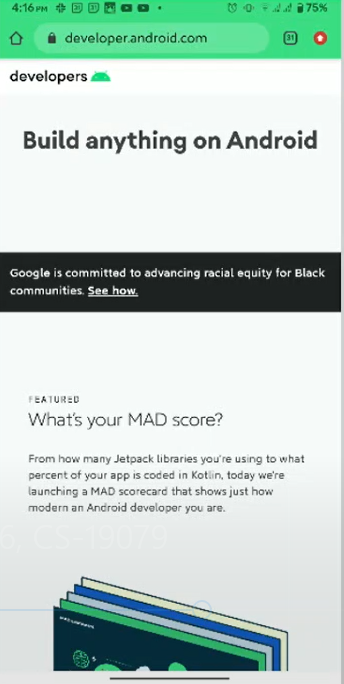 4:16 PM
75%
developer.android.com
31
developers
Build anything on Android
Google is committed to advancing racial equity for Black
communities. See how.
FEATURED
What's your MAD score?
From how many Jetpack libraries you're using to what
percent of your app is coded in Kotlin, today we're
launching a MAD scorecard that shows just how
modern an Android developer you are.
6, CS-19079